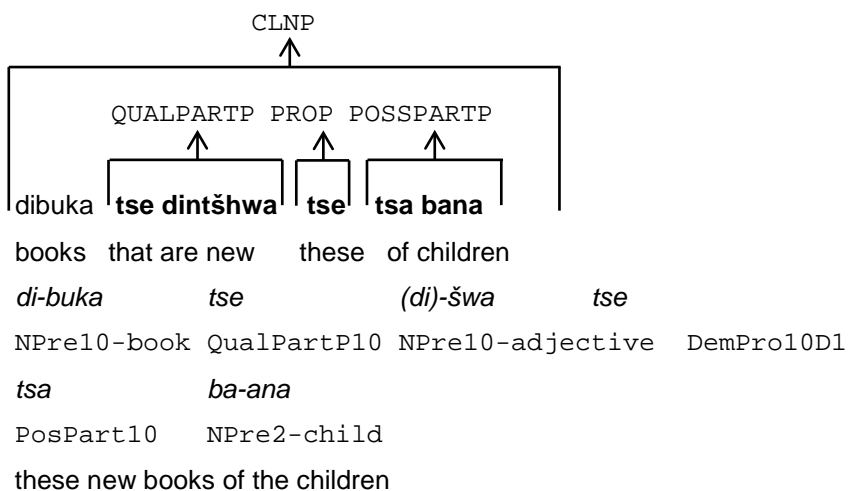 CLNP
QUALPARTP PROP POSSPARTP
dibuka tse dintšhwa tse tsa bana
books that are new these of children
di-buka tse (di)-šwa tse
NPre10-book QualPartP10 NPre10-adjective DemPro10D1
tsa ba-ana
PosPart10 NPre2-child
these new books of the children